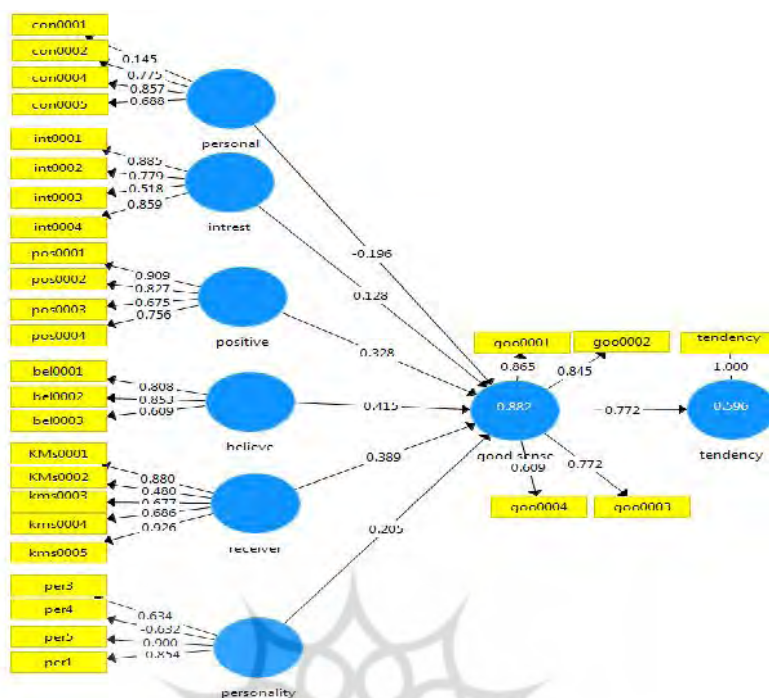 con0001
con0002
con0004
con0005
0.145
0.775
0.857
0.688
personal
int0001
int0002
int0003
int0004
0.885
0.779
0.518
0.859
intrest
pos0001
pos0002
pos0003
pos0004
0.909
0.827
0.675
0.756
positive
bel0001
bel0002
bel0003
0.808
0.853
0.609
believe
KMs0001
KMs0002
kms0003
kms0004
kms0005
0.880
0.480
0.677
0.686
0.926
receiver
per3
per4
per5
per1
0.634
-0.632
0.900
0.854
personality
-0.196
0.128
0.328
0.415
0.389
0.205
goo0001
goo0002
0.865
0.845
0.882
good sense
0.609
0.772
goo0004
goo0003
-0.772
tendency
1.000
0.596
tendency